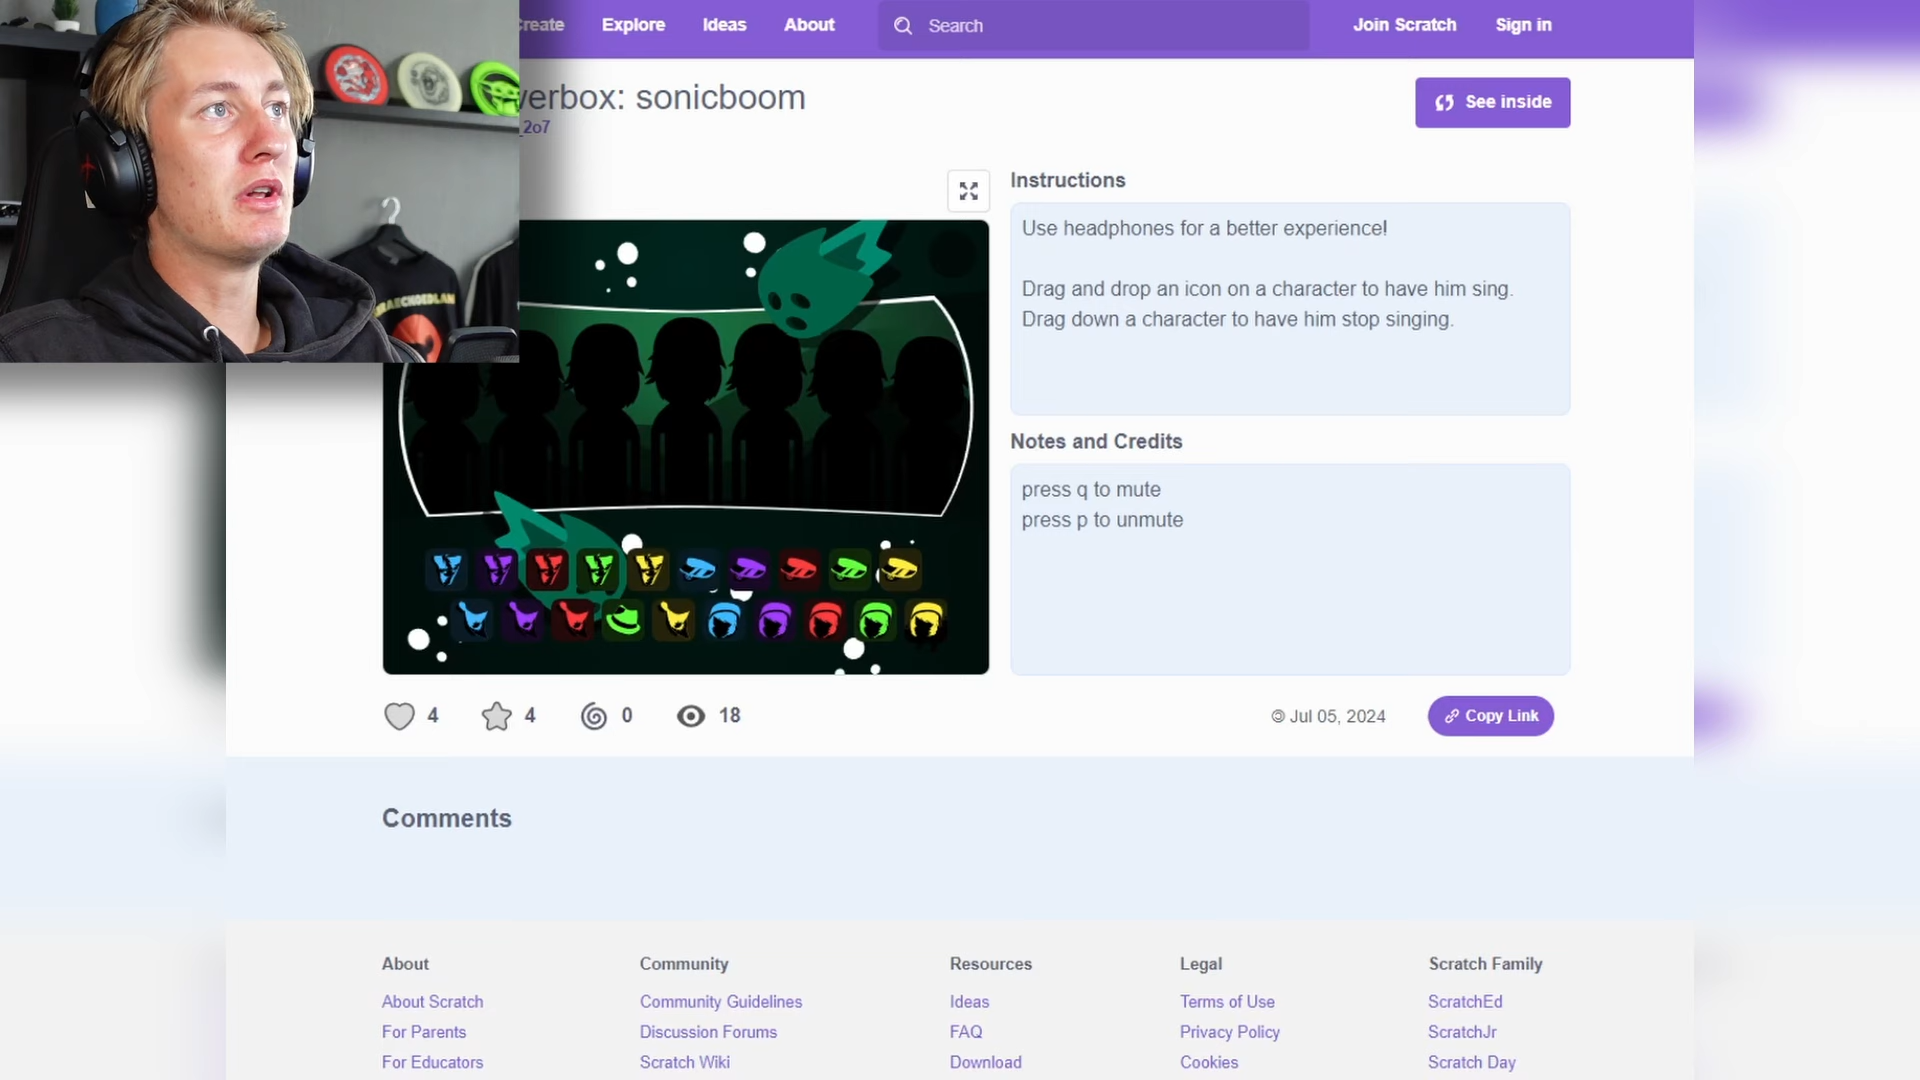 Create
Explore
Ideas
About
Search
Join Scratch
Sign in
verbox: sonicboom
_2o7
See inside
Instructions
Use headphones for a better experience!
Drag and drop an icon on a character to have him sing.
Drag down a character to have him stop singing.
Notes and Credits
press q to mute
press p to unmute
4
4
0
18
© Jul 05, 2024
Copy Link
Comments
About
Community
Resources
Legal
Scratch Family
About Scratch
Community Guidelines
Ideas
Terms of Use
ScratchEd
For Parents
Discussion Forums
FAQ
Privacy Policy
ScratchJr
For Educators
Scratch Wiki
Download
Cookies
Scratch Day